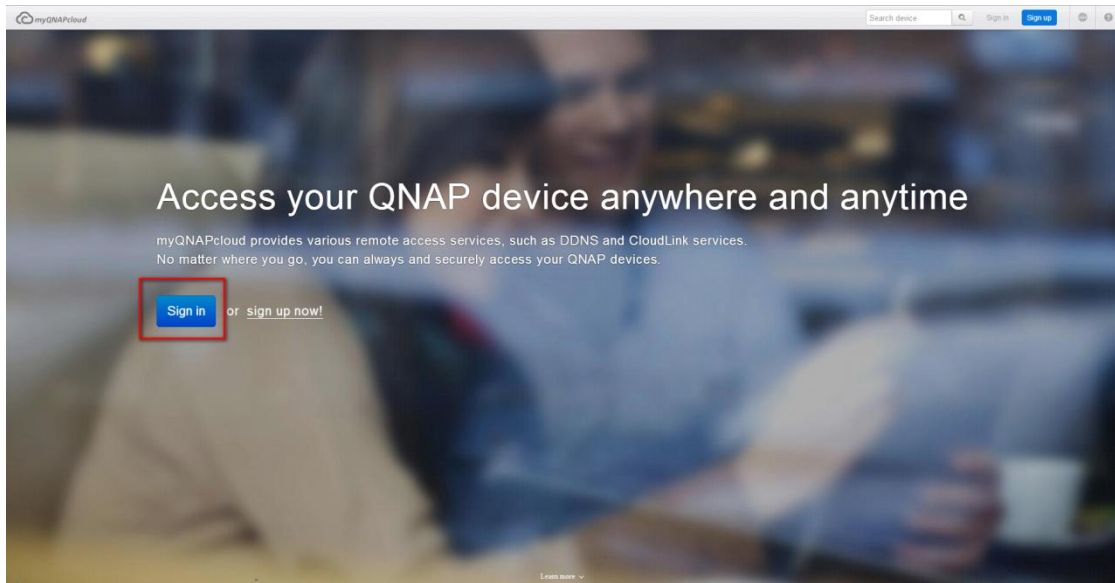 myQNAPcloud
Search device
Sign in
Sign up
Access your QNAP device anywhere and anytime
myQNAPcloud provides various remote access services, such as DDNS and CloudLink services.
No matter where you go, you can always and securely access your QNAP devices.
Sign in or sign up now!
Learn more